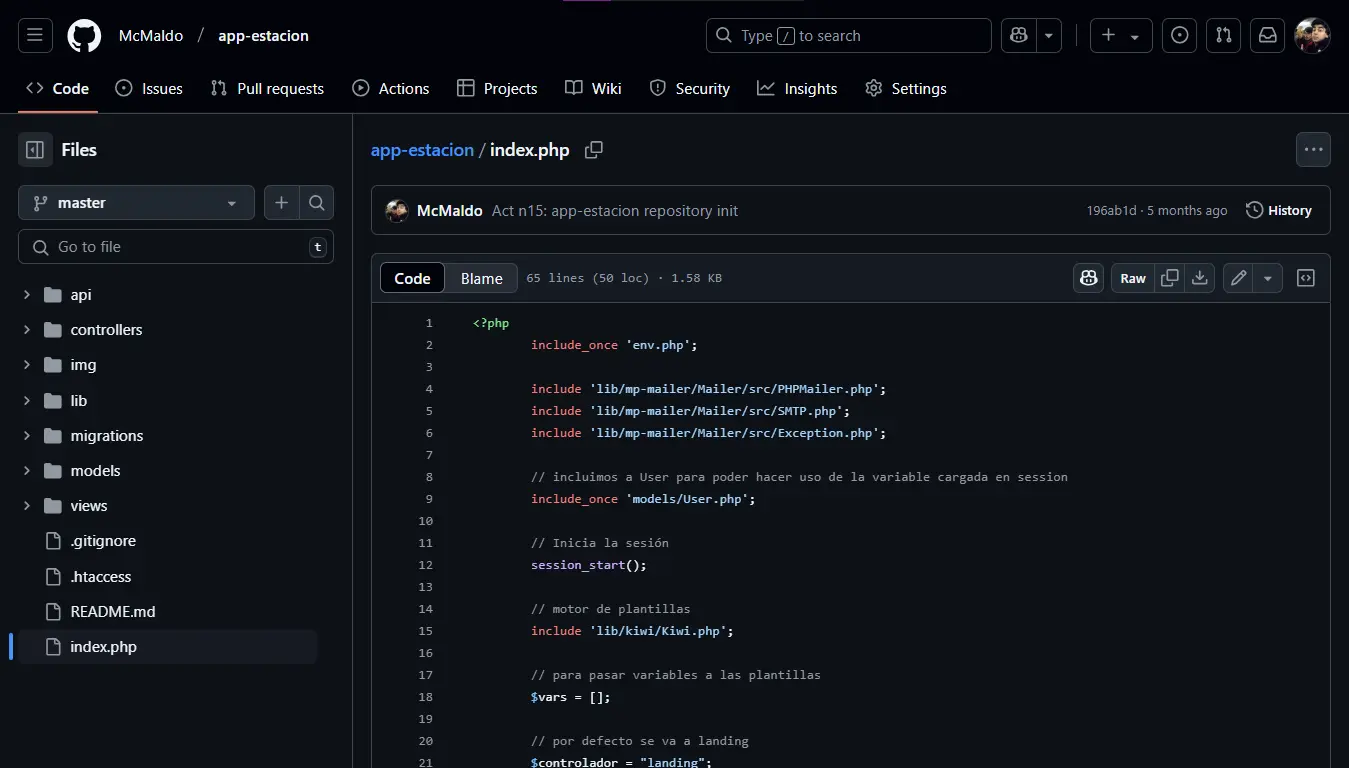 McMaldo / app-estacion
Type / to search
Code
Issues
Pull requests
Actions
Projects
Wiki
Security
Insights
Settings
Files
master
Go to file
t
api
controllers
img
lib
migrations
models
views
.gitignore
.htaccess
README.md
index.php
app-estacion / index.php
McMaldo Act n15: app-estacion repository init
196ab1d · 5 months ago
History
Code
Blame
65 lines (50 loc) · 1.58 KB
Raw
1 <?php
2 include_once 'env.php';
3
4 include 'lib/mp-mailer/Mailer/src/PHPMailer.php';
5 include 'lib/mp-mailer/Mailer/src/SMTP.php';
6 include 'lib/mp-mailer/Mailer/src/Exception.php';
7
8 // incluimos a User para poder hacer uso de la variable cargada en session
9 include_once 'models/User.php';
10
11 // Inicia la sesión
12 session_start();
13
14 // motor de plantillas
15 include 'lib/kiwi/Kiwi.php';
16
17 // para pasar variables a las plantillas
18 $vars = [];
19
20 // por defecto se va a landing
21 $controlador = "landing";